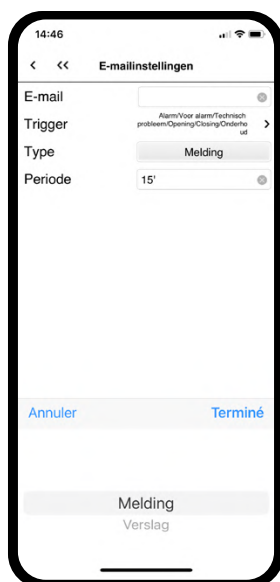 14:46
< << E-mailinstellingen
E-mail
Trigger Alarm/Voor alarm/Technisch
probleem/Opening/Closing/Onderho
ud >
Type Melding
Periode 15'
Annuler Terminé
Melding
Verslag